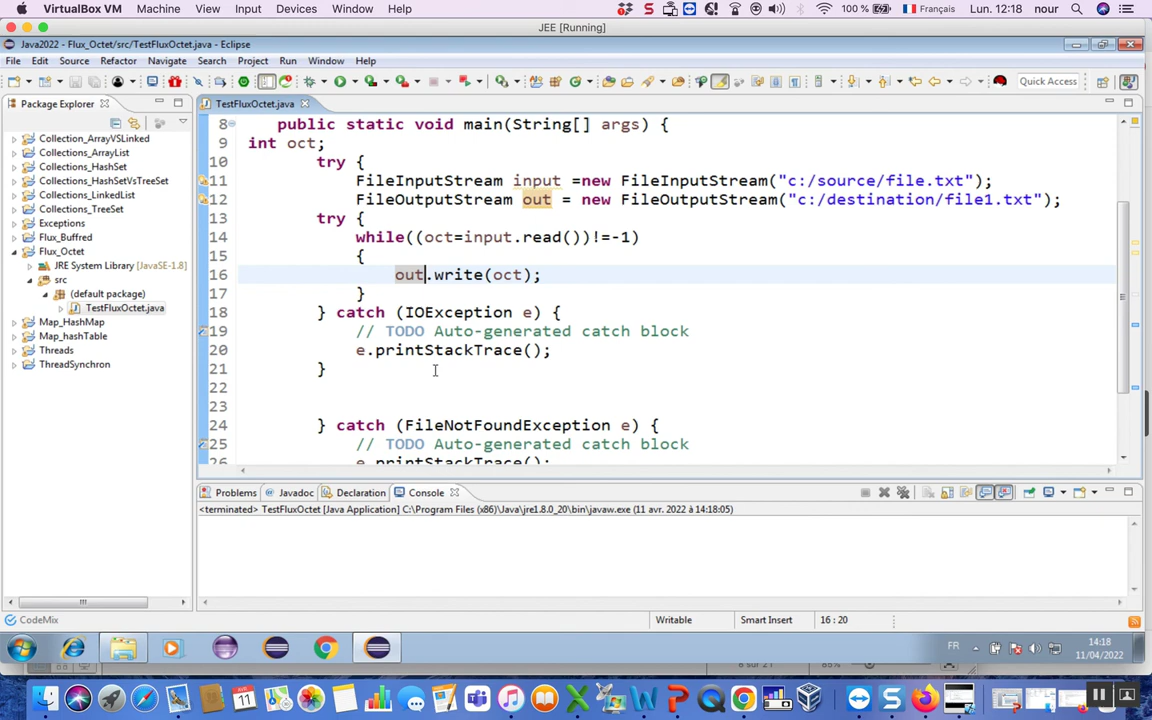 VirtualBox VM Machine View Input Devices Window Help 100 % Français Lun. 12:18 nour
JEE [Running]
Java2022 - Flux_Octet/src/TestFluxOctet.java - Eclipse
File Edit Source Refactor Navigate Search Project Run Window Help
Quick Access
Package Explorer
TestFluxOctet.java
Collection_ArrayVSLinked
Collections_ArrayList
Collections_HashSet
Collections_HashSetVsTreeSet
Collections_LinkedList
Collections_TreeSet
Exceptions
Flux_Buffred
Flux_Octet
JRE System Library [JavaSE-1.8]
src
(default package)
TestFluxOctet.java
Map_HashMap
Map_hashTable
Threads
ThreadSynchron
8 public static void main(String[] args) {
9 int oct;
10 try {
11 FileInputStream input =new FileInputStream("c:/source/file.txt");
12 FileOutputStream out = new FileOutputStream("c:/destination/file1.txt");
13 try {
14 while((oct=input.read())!=-1)
15 {
16 out.write(oct);
17 }
18 } catch (IOException e) {
19 // TODO Auto-generated catch block
20 e.printStackTrace();
21 }
22
23
24 } catch (FileNotFoundException e) {
25 // TODO Auto-generated catch block
26 e.printStackTrace();
Problems Javadoc Declaration Console
<terminated> TestFluxOctet [Java Application] C:\Program Files (x86)\Java\jre1.8.0_20\bin\javaw.exe (11 avr. 2022 à 14:18:05)
CodeMix
Writable Smart Insert 16 : 20
FR 14:18
11/04/2022
6 sur 21 85%